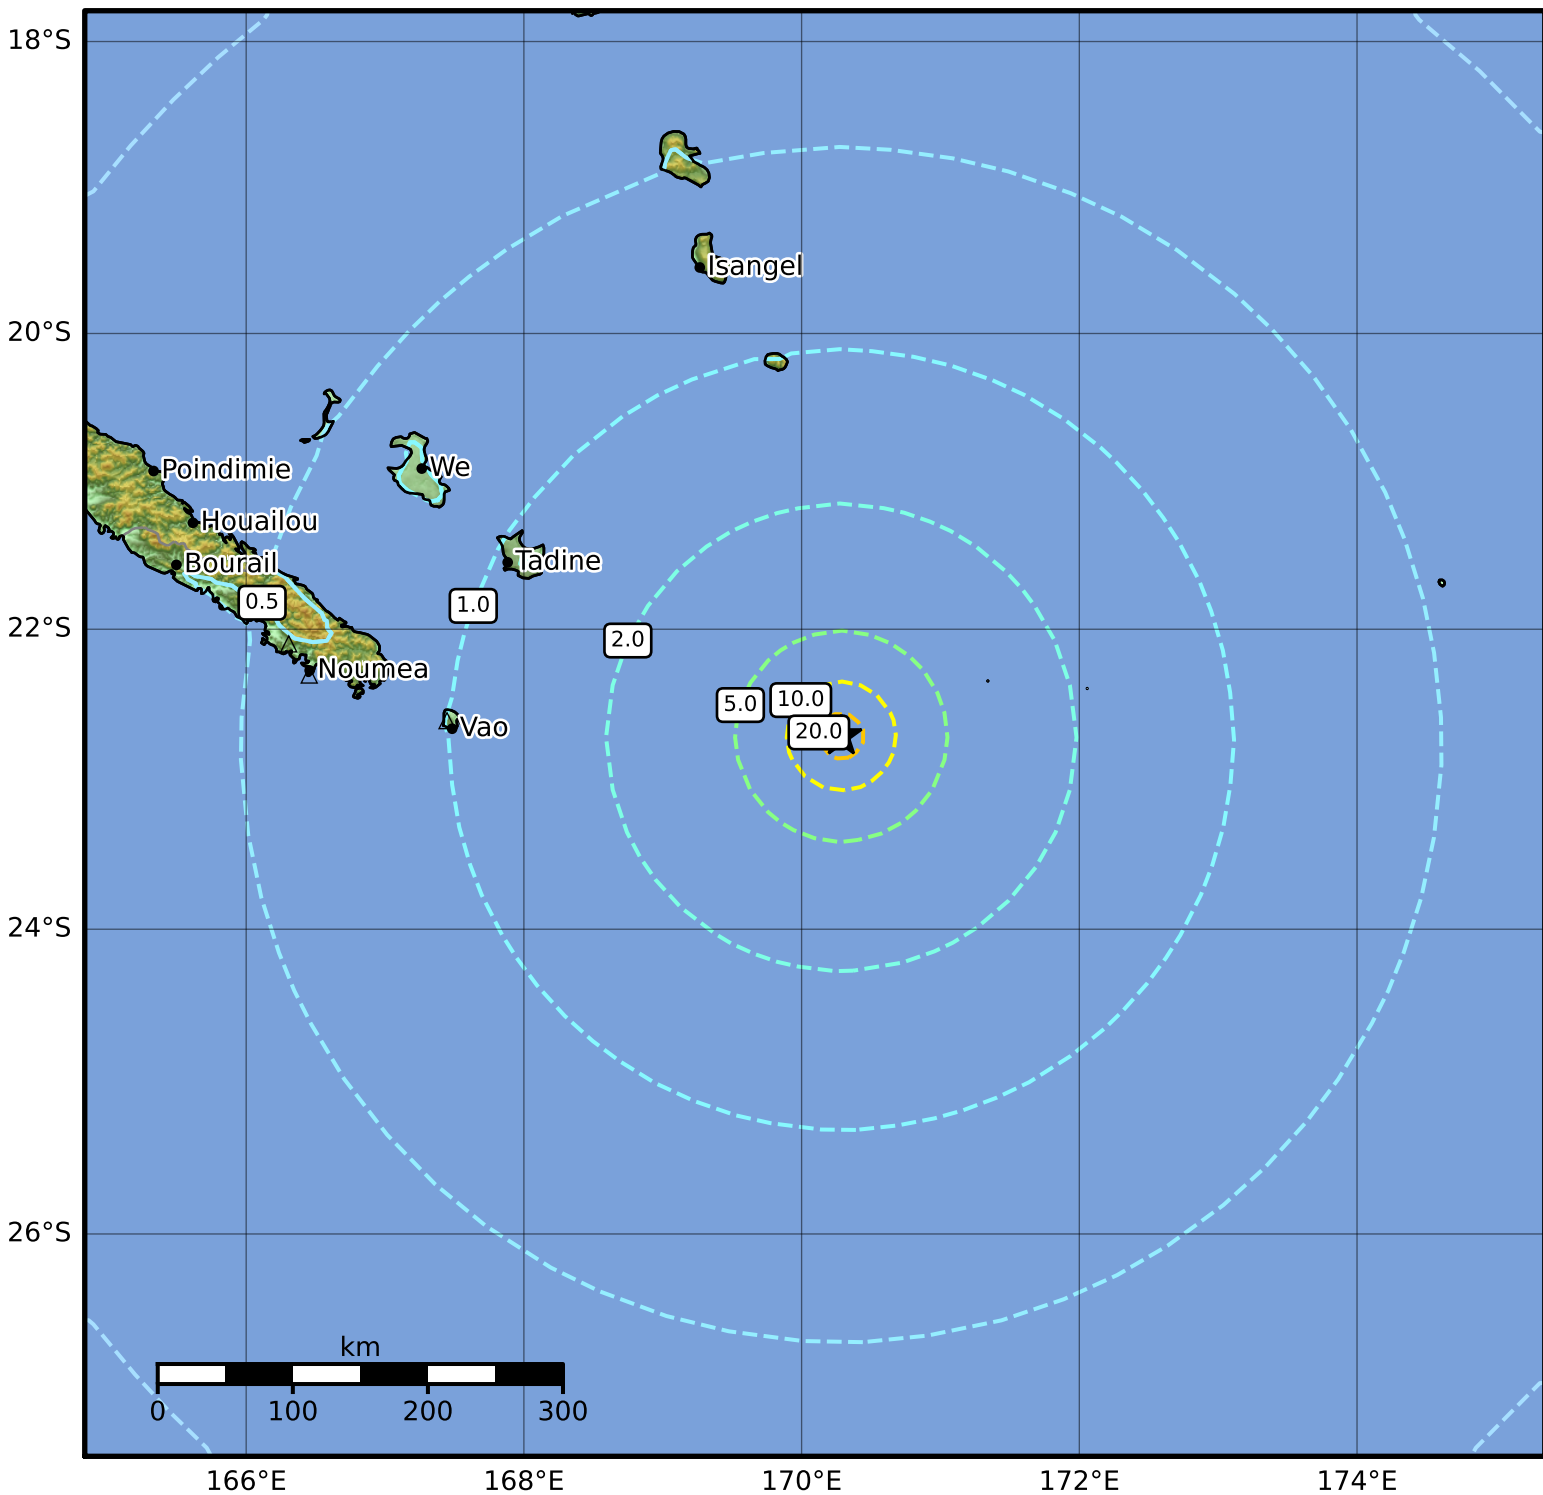 18°S
Isangel
20°S
We
Poindimie
Houailou
Bourail
Tadine
0.5
1.0
22°S
2.0
Noumea
10.0
5.0
Vao
20.0
24°S
26°S
km
0 100 200 300
166°E 168°E 170°E 172°E 174°E